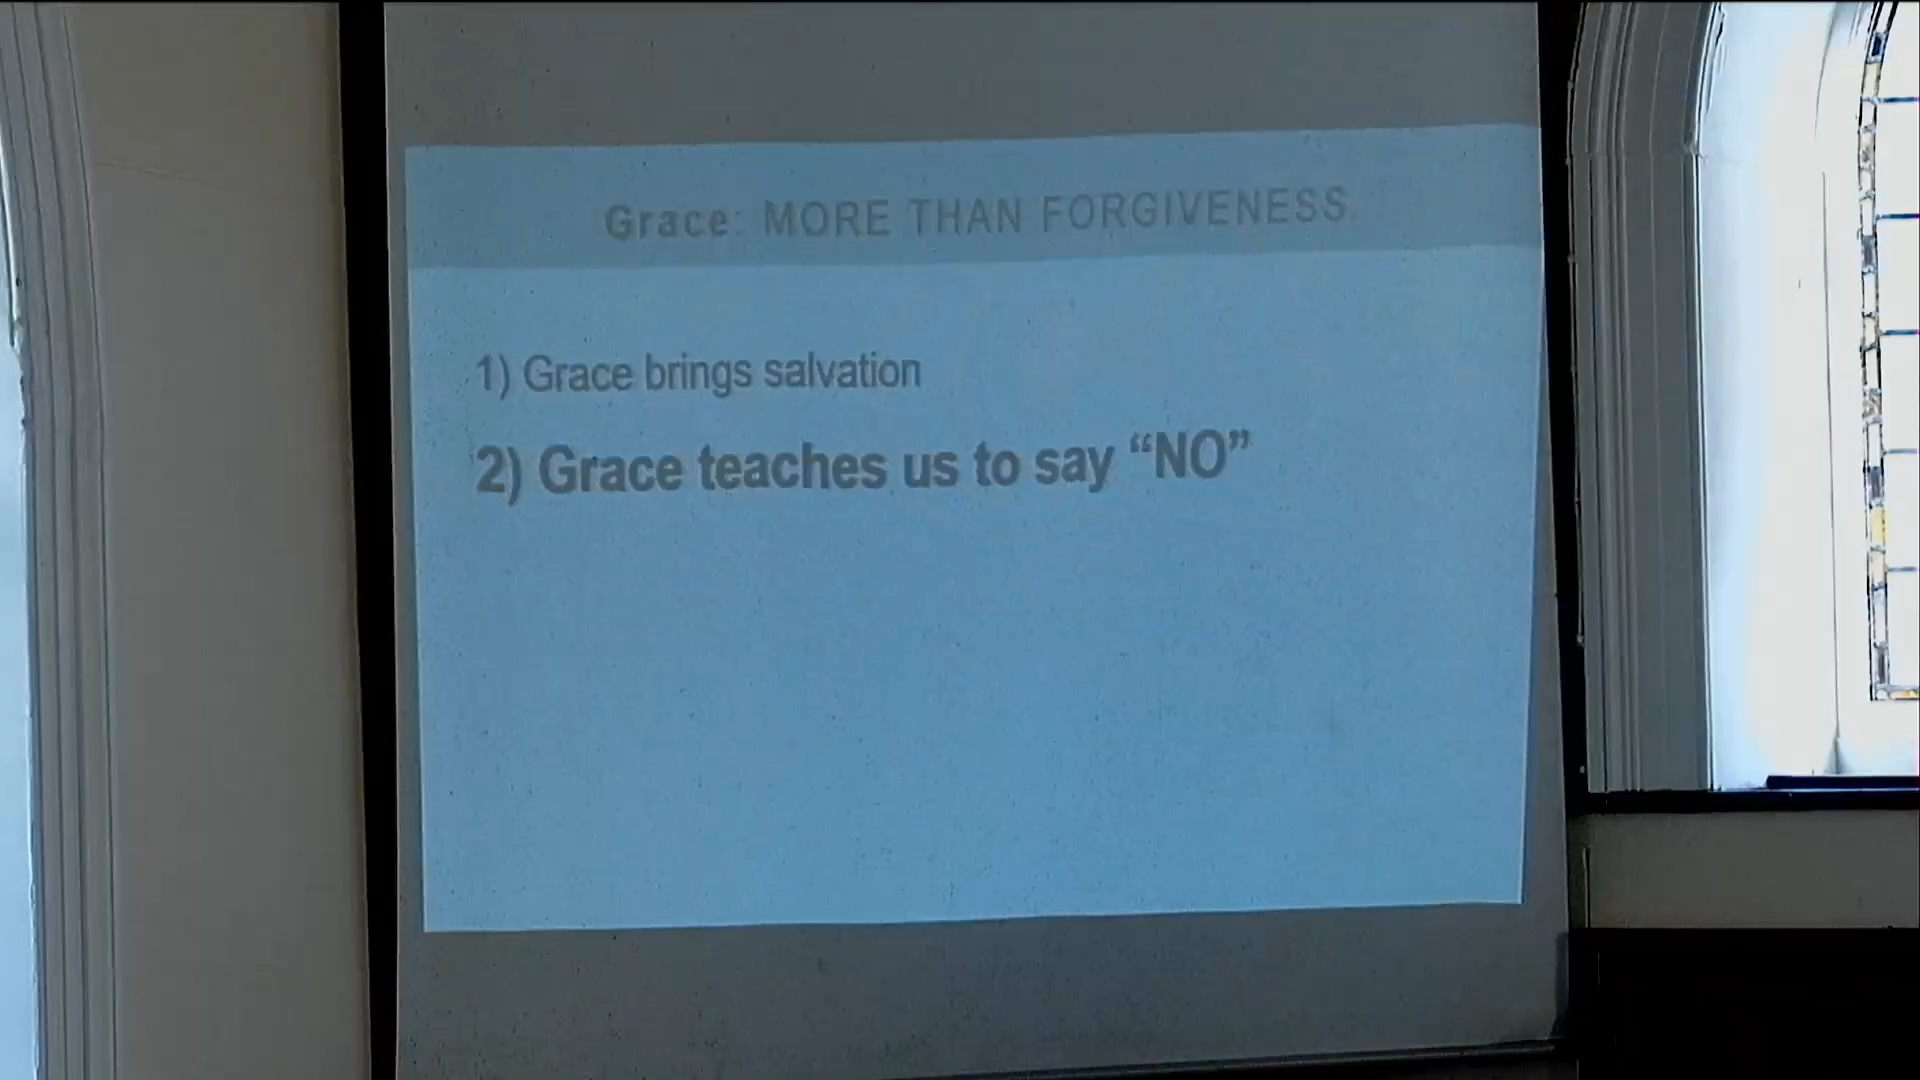 Grace: MORE THAN FORGIVENESS.
1) Grace brings salvation
2) Grace teaches us to say “NO”